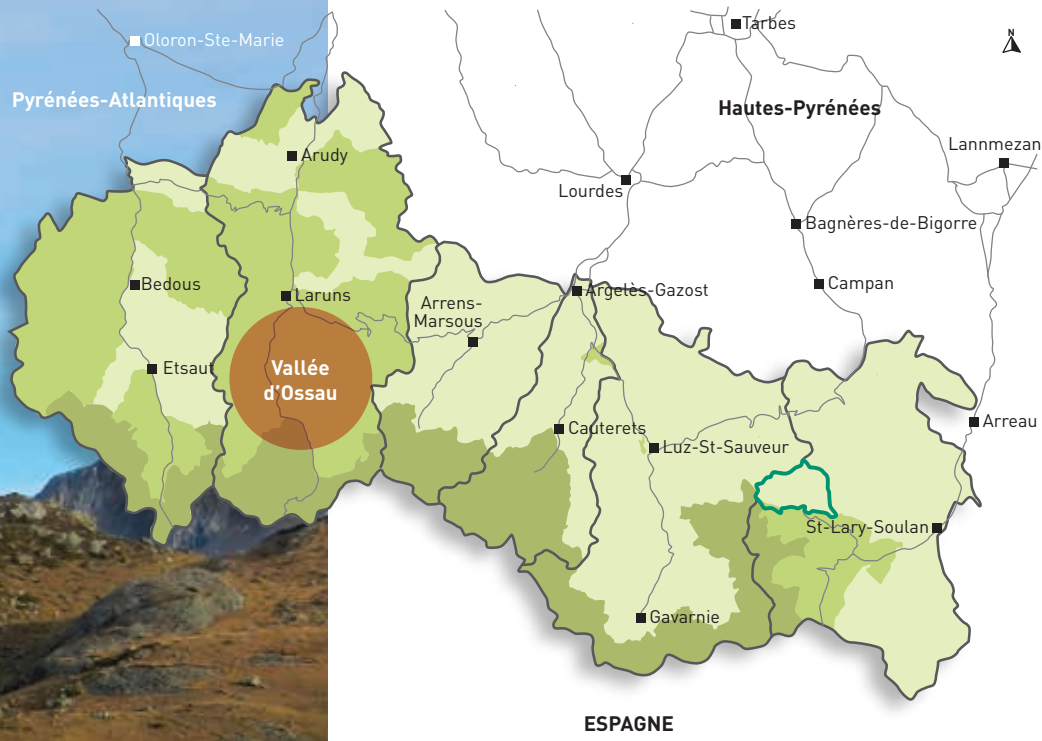 Tarbes
N
Oloron-Ste-Marie
Pyrénées-Atlantiques
Hautes-Pyrénées
Lannmezan
Arudy
Lourdes
Bagnères-de-Bigorre
Bedous
Laruns
Argelès-Gazost
Campan
Arrens-
Marsous
Etsaut
Vallée
d'Ossau
Cauterets
Luz-St-Sauveur
Arreau
St-Lary-Soulan
Gavarnie
ESPAGNE